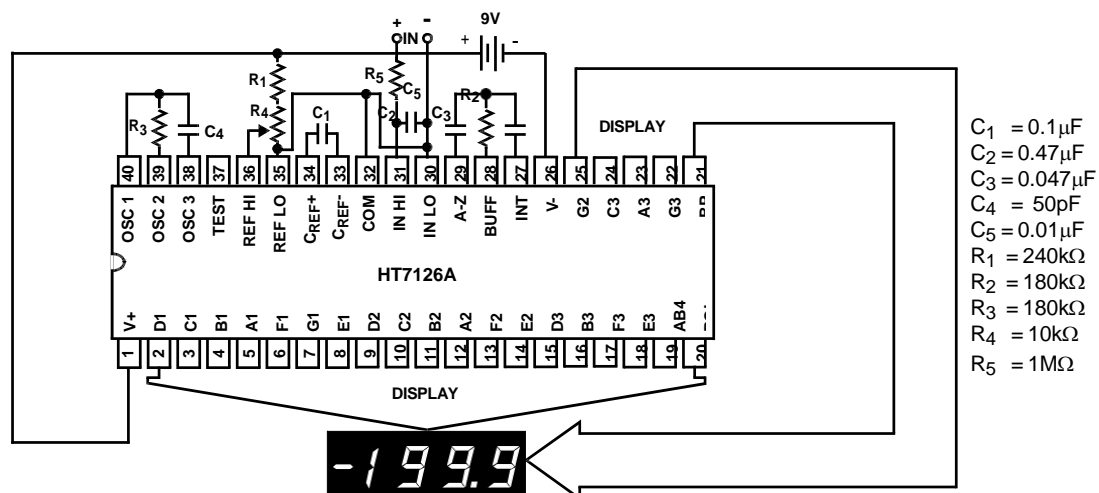 + -
IN
9V
+ -
R1
R5
C5
R4
C1
C2
C3
R2
R3
C4
DISPLAY
40 39 38 37 36 35 34 33 32 31 30 29 28 27 26 25 24 23 22 21
OSC 1 OSC 2 OSC 3 TEST REF HI REF LO CREF+ CREF- COM IN HI IN LO A-Z BUFF INT V- G2 C3 A3 G3
HT7126A
V+ D1 C1 B1 A1 F1 G1 E1 D2 C2 B2 A2 F2 E2 D3 B3 F3 E3 AB4
1 2 3 4 5 6 7 8 9 10 11 12 13 14 15 16 17 18 19 20
DISPLAY
-199.9
C1 = 0.1µF
C2 = 0.47µF
C3 = 0.047µF
C4 = 50pF
C5 = 0.01µF
R1 = 240kΩ
R2 = 180kΩ
R3 = 180kΩ
R4 = 10kΩ
R5 = 1MΩ